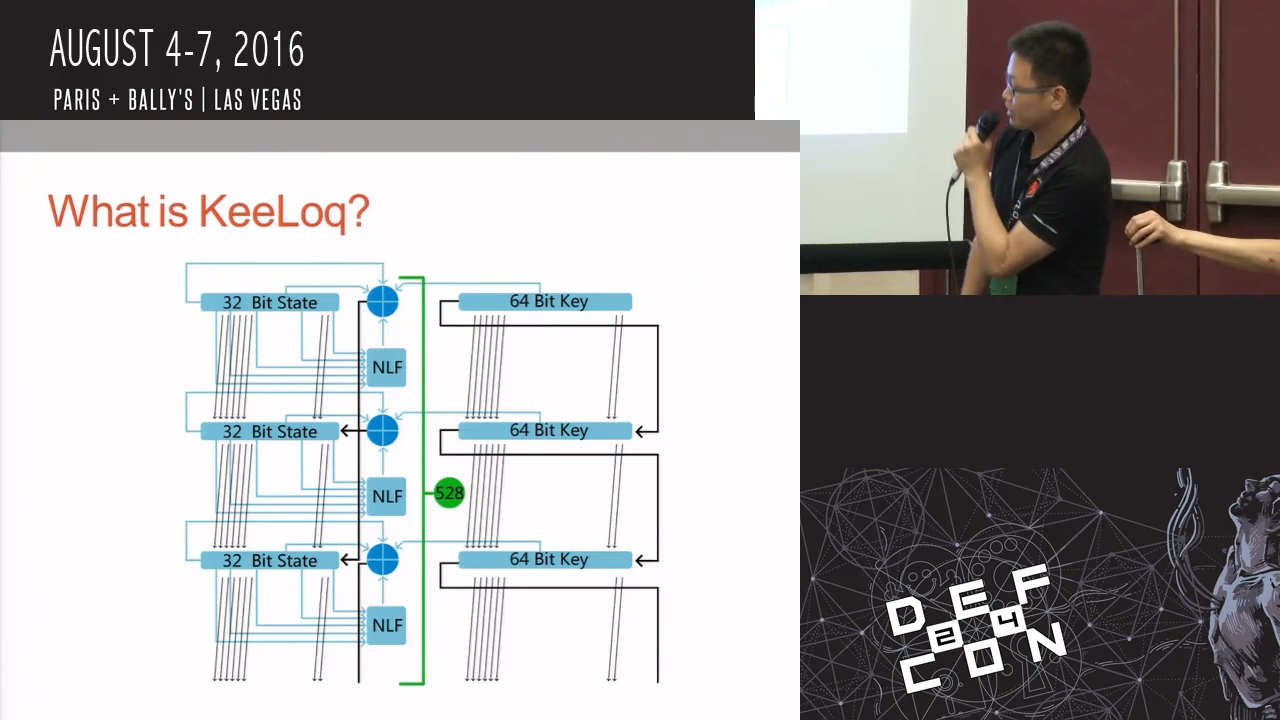 AUGUST 4-7, 2016
PARIS + BALLY'S | LAS VEGAS
What is KeeLoq?
32 Bit State
64 Bit Key
NLF
32 Bit State
64 Bit Key
NLF
528
32 Bit State
64 Bit Key
NLF
DEF
24
CON